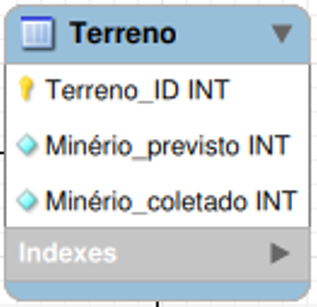 Terreno
Terreno_ID INT
Minério_previsto INT
Minério_coletado INT
Indexes